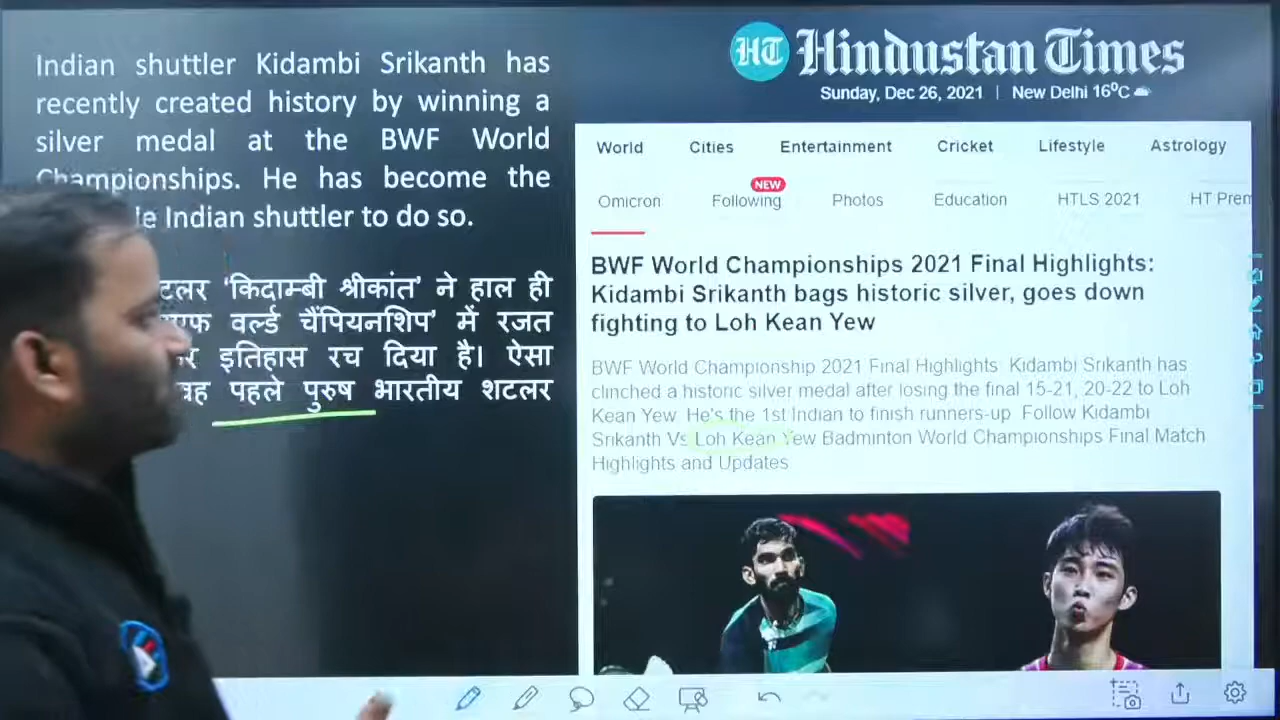 Indian shuttler Kidambi Srikanth has
recently created history by winning a
silver medal at the BWF World
Championships. He has become the
Indian shuttler to do so.
'किदाम्बी श्रीकांत' ने हाल ही
वर्ल्ड चैंपियनशिप' में रजत
इतिहास रच दिया है। ऐसा
वह पहले पुरुष भारतीय शटलर
HT Hindustan Times
Sunday, Dec 26, 2021 | New Delhi 16⁰C
World Cities Entertainment Cricket Lifestyle Astrology
NEW
Omicron Following Photos Education HTLS 2021 HT Prem
BWF World Championships 2021 Final Highlights:
Kidambi Srikanth bags historic silver, goes down
fighting to Loh Kean Yew
BWF World Championship 2021 Final Highlights: Kidambi Srikanth has
clinched a historic silver medal after losing the final 15-21, 20-22 to Loh
Kean Yew. He's the 1st Indian to finish runners-up. Follow Kidambi
Srikanth Vs Loh Kean Yew Badminton World Championships Final Match
Highlights and Updates